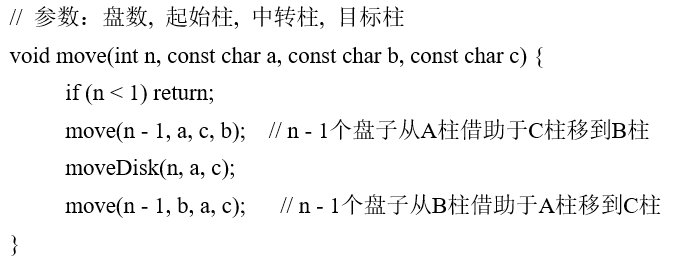 // 参数：盘数, 起始柱, 中转柱, 目标柱
void move(int n, const char a, const char b, const char c) {
if (n < 1) return;
move(n - 1, a, c, b); // n - 1个盘子从A柱借助于C柱移到B柱
moveDisk(n, a, c);
move(n - 1, b, a, c); // n - 1个盘子从B柱借助于A柱移到C柱
}